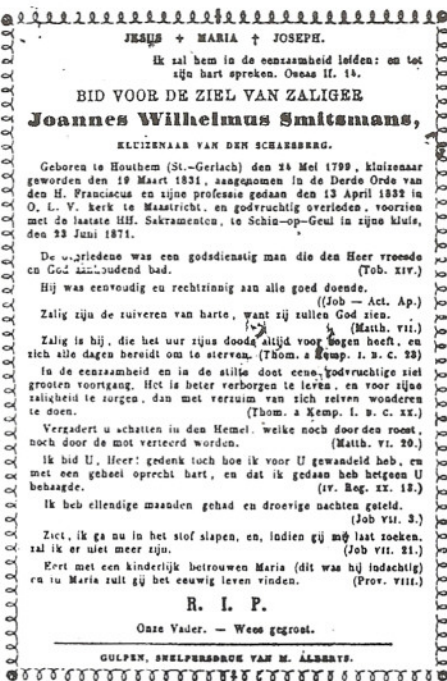 JESUS + MARIA † JOSEPH.
Ik zal hem in de eenzaamheid leiden: en tot
zijn hart spreken. Oseas II. 14.
BID VOOR DE ZIEL VAN ZALIGER
Joannes Wilhelmus Smitsmans,
KLUIZENAAR VAN DEN SCHAESBERG.
Geboren te Houthem (St.-Gerlach) den 24 Mei 1799, kluizenaar
geworden den 19 Maart 1831, aangenomen in de Derde Orde van
den H. Franciscus en zijne professie gedaan den 13 April 1832 in
O. L. V. kerk te Maastricht, en godvruchtig overleden, voorzien
met de laatste HH. Sakramenten, te Schin-op-Geul in zijne kluis,
den 23 Juni 1871.
De overledene was een godsdienstig man die den Heer vreesde
en God aanhoudend bad. (Tob. XIV.)
Hij was eenvoudig en rechtzinnig aan alle goed doende.
((Job — Act. Ap.)
Zalig zijn de zuiveren van harte, want zij zullen God zien.
(Matth. VII.)
Zalig is hij, die het uur zijns doods altijd voor oogen heeft, en
zich alle dagen bereidt om te sterven. (Thom. a Kemp. I. B. C. 23)
In de eenzaamheid en in de stilte doet eene godvruchtige ziel
grooten voortgang. Het is beter verborgen te leven, en voor zijne
zaligheid te zorgen, dan met verzuim van zich zelven wonderen
te doen. (Thom. a Kemp. I. B. C. XX.)
Vergadert u schatten in den Hemel, welke noch door den roest,
noch door de mot verteerd worden. (Matth. VI. 20.)
Ik bid U, Heer! gedenk toch hoe ik voor U gewandeld heb, en
met een geheel oprecht hart, en dat ik gedaan heb hetgeen U
behaagde. (IV. Reg. XX. 13.)
Ik heb ellendige maanden gehad en droevige nachten geteld.
(Job VII. 3.)
Ziet, ik ga nu in het stof slapen, en, indien gij mij laat zoeken,
zal ik er niet meer zijn. (Job VII. 21.)
Eert met een kinderlijk betrouwen Maria (dit was hij indachtig)
en in Maria zult gij het eeuwig leven vinden. (Prov. VIII.)
R. I. P.
Onze Vader. — Wees gegroet.
GULPEN, SNELPERSDRUK VAN M. ALBERTS.